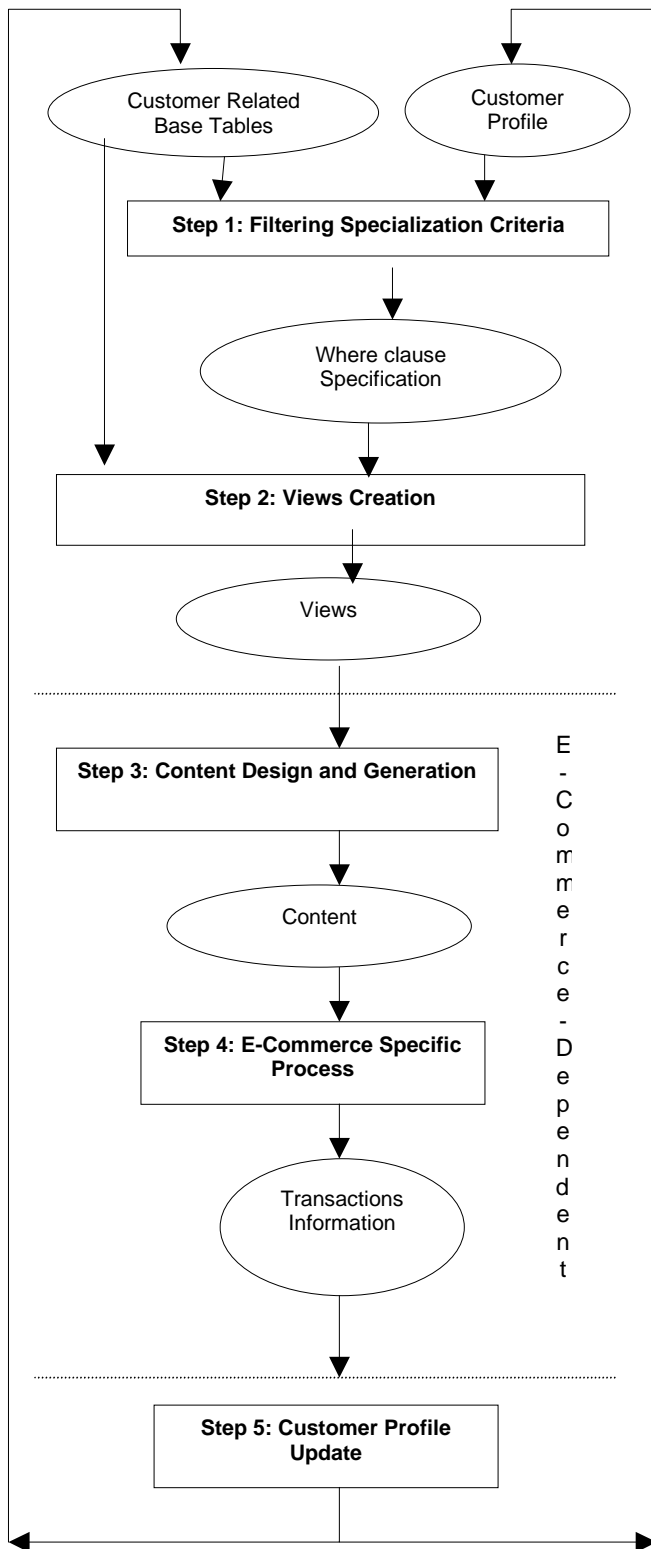 Customer Related
Base Tables
Customer
Profile
Step 1: Filtering Specialization Criteria
Where clause
Specification
Step 2: Views Creation
Views
Step 3: Content Design and Generation
Content
Step 4: E-Commerce Specific
Process
Transactions
Information
E-Commerce-Dependent
Step 5: Customer Profile
Update